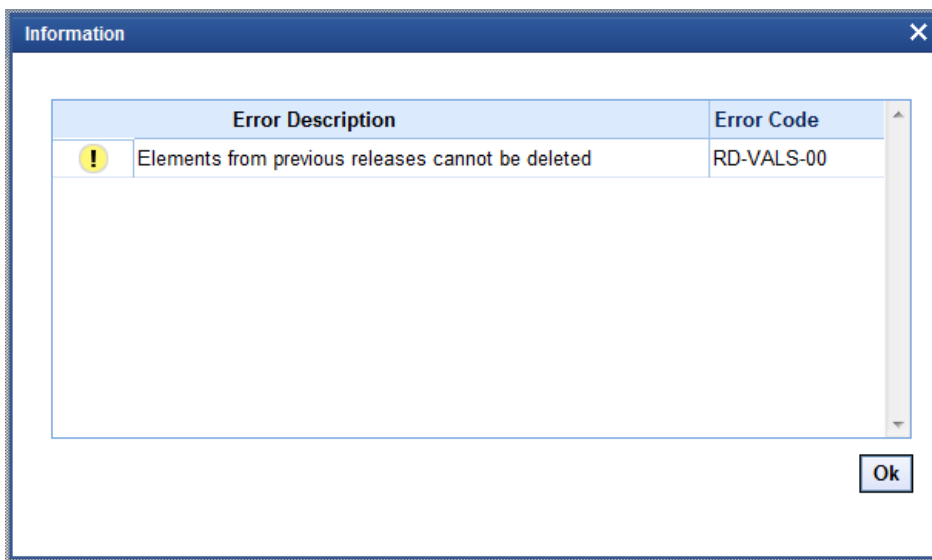 Information
Error Description Error Code
Elements from previous releases cannot be deleted RD-VALS-00
Ok